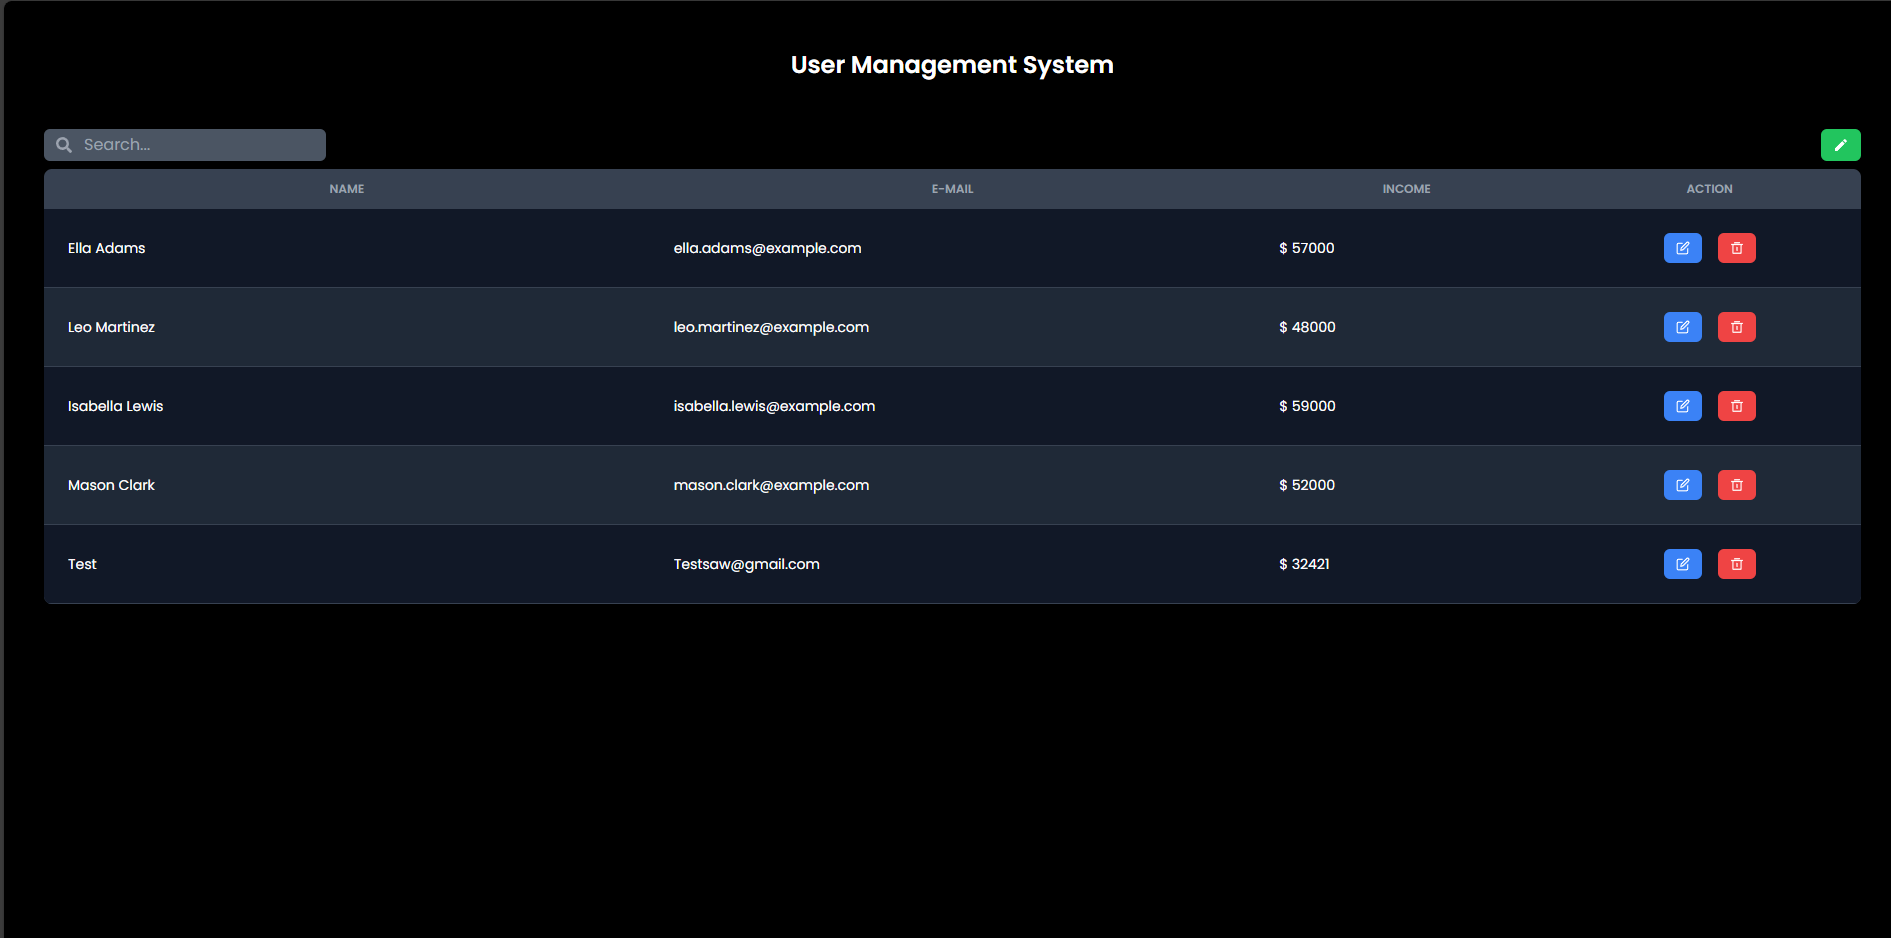 User Management System
Search...
NAME E-MAIL INCOME ACTION
Ella Adams ella.adams@example.com $ 57000
Leo Martinez leo.martinez@example.com $ 48000
Isabella Lewis isabella.lewis@example.com $ 59000
Mason Clark mason.clark@example.com $ 52000
Test Testsaw@gmail.com $ 32421